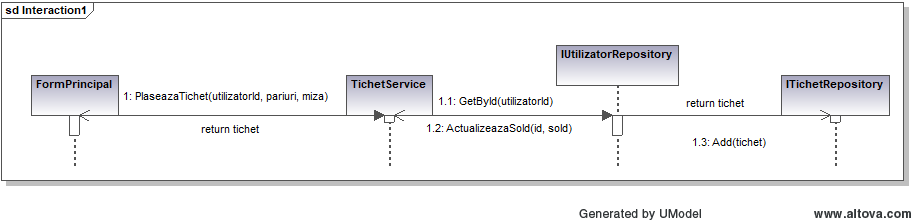 sd Interaction1
IUtilizatorRepository
FormPrincipal
TichetService
ITichetRepository
1: PlaseazaTichet(utilizatorId, pariuri, miza)
1.1: GetById(utilizatorId)
return tichet
return tichet
1.2: ActualizeazaSold(id, sold)
1.3: Add(tichet)
Generated by UModel
www.altova.com